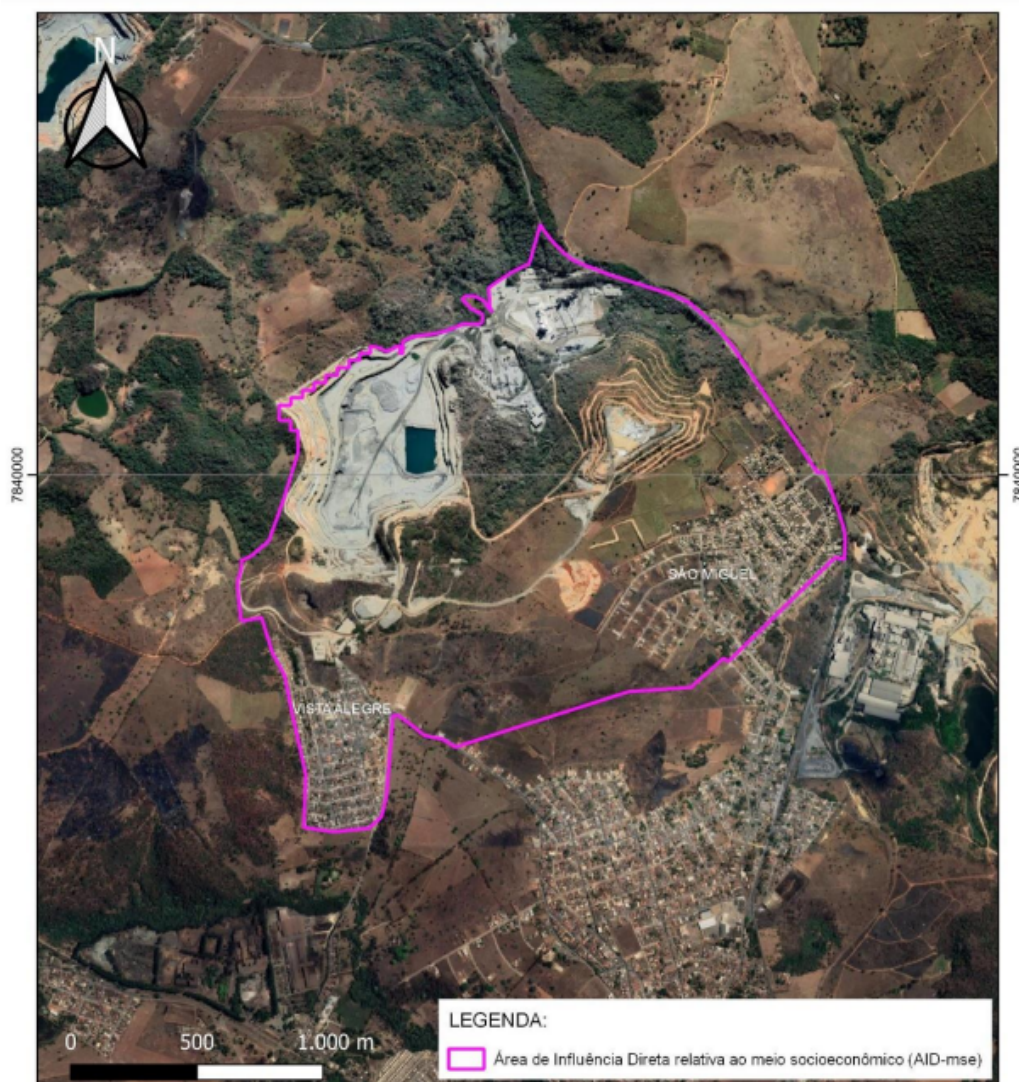 N
7840000
7840000
SÃO MIGUEL
VISTA ALEGRE
LEGENDA:
Área de Influência Direta relativa ao meio socioeconômico (AID-mse)
0 500 1.000 m